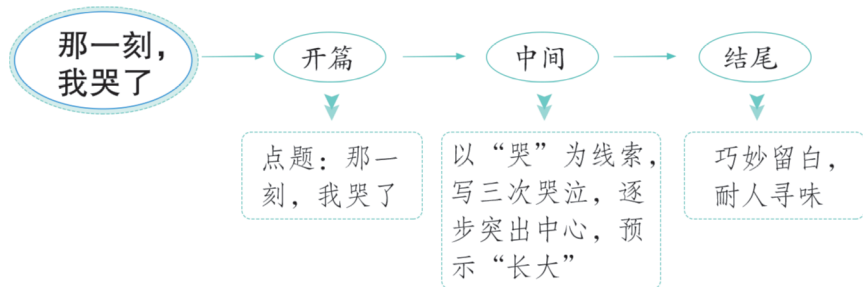 那一刻，
我哭了
开篇
中间
结尾
点题：那一
刻，我哭了
以“哭”为线索，
写三次哭泣，逐
步突出中心，预
示“长大”
巧妙留白，
耐人寻味